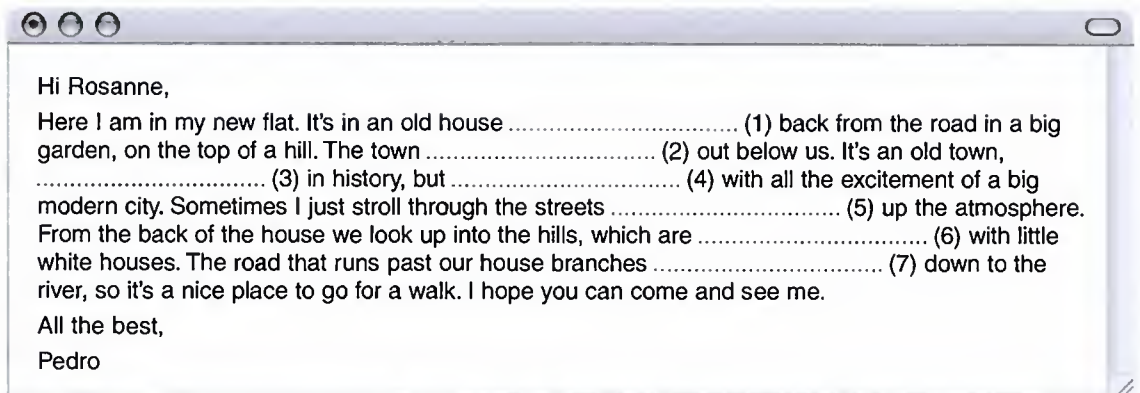 Hi Rosanne,
Here I am in my new flat. It's in an old house ................................ (1) back from the road in a big
garden, on the top of a hill. The town ................................ (2) out below us. It's an old town,
................................ (3) in history, but ................................ (4) with all the excitement of a big
modern city. Sometimes I just stroll through the streets ................................ (5) up the atmosphere.
From the back of the house we look up into the hills, which are ................................ (6) with little
white houses. The road that runs past our house branches ................................ (7) down to the
river, so it's a nice place to go for a walk. I hope you can come and see me.
All the best,
Pedro